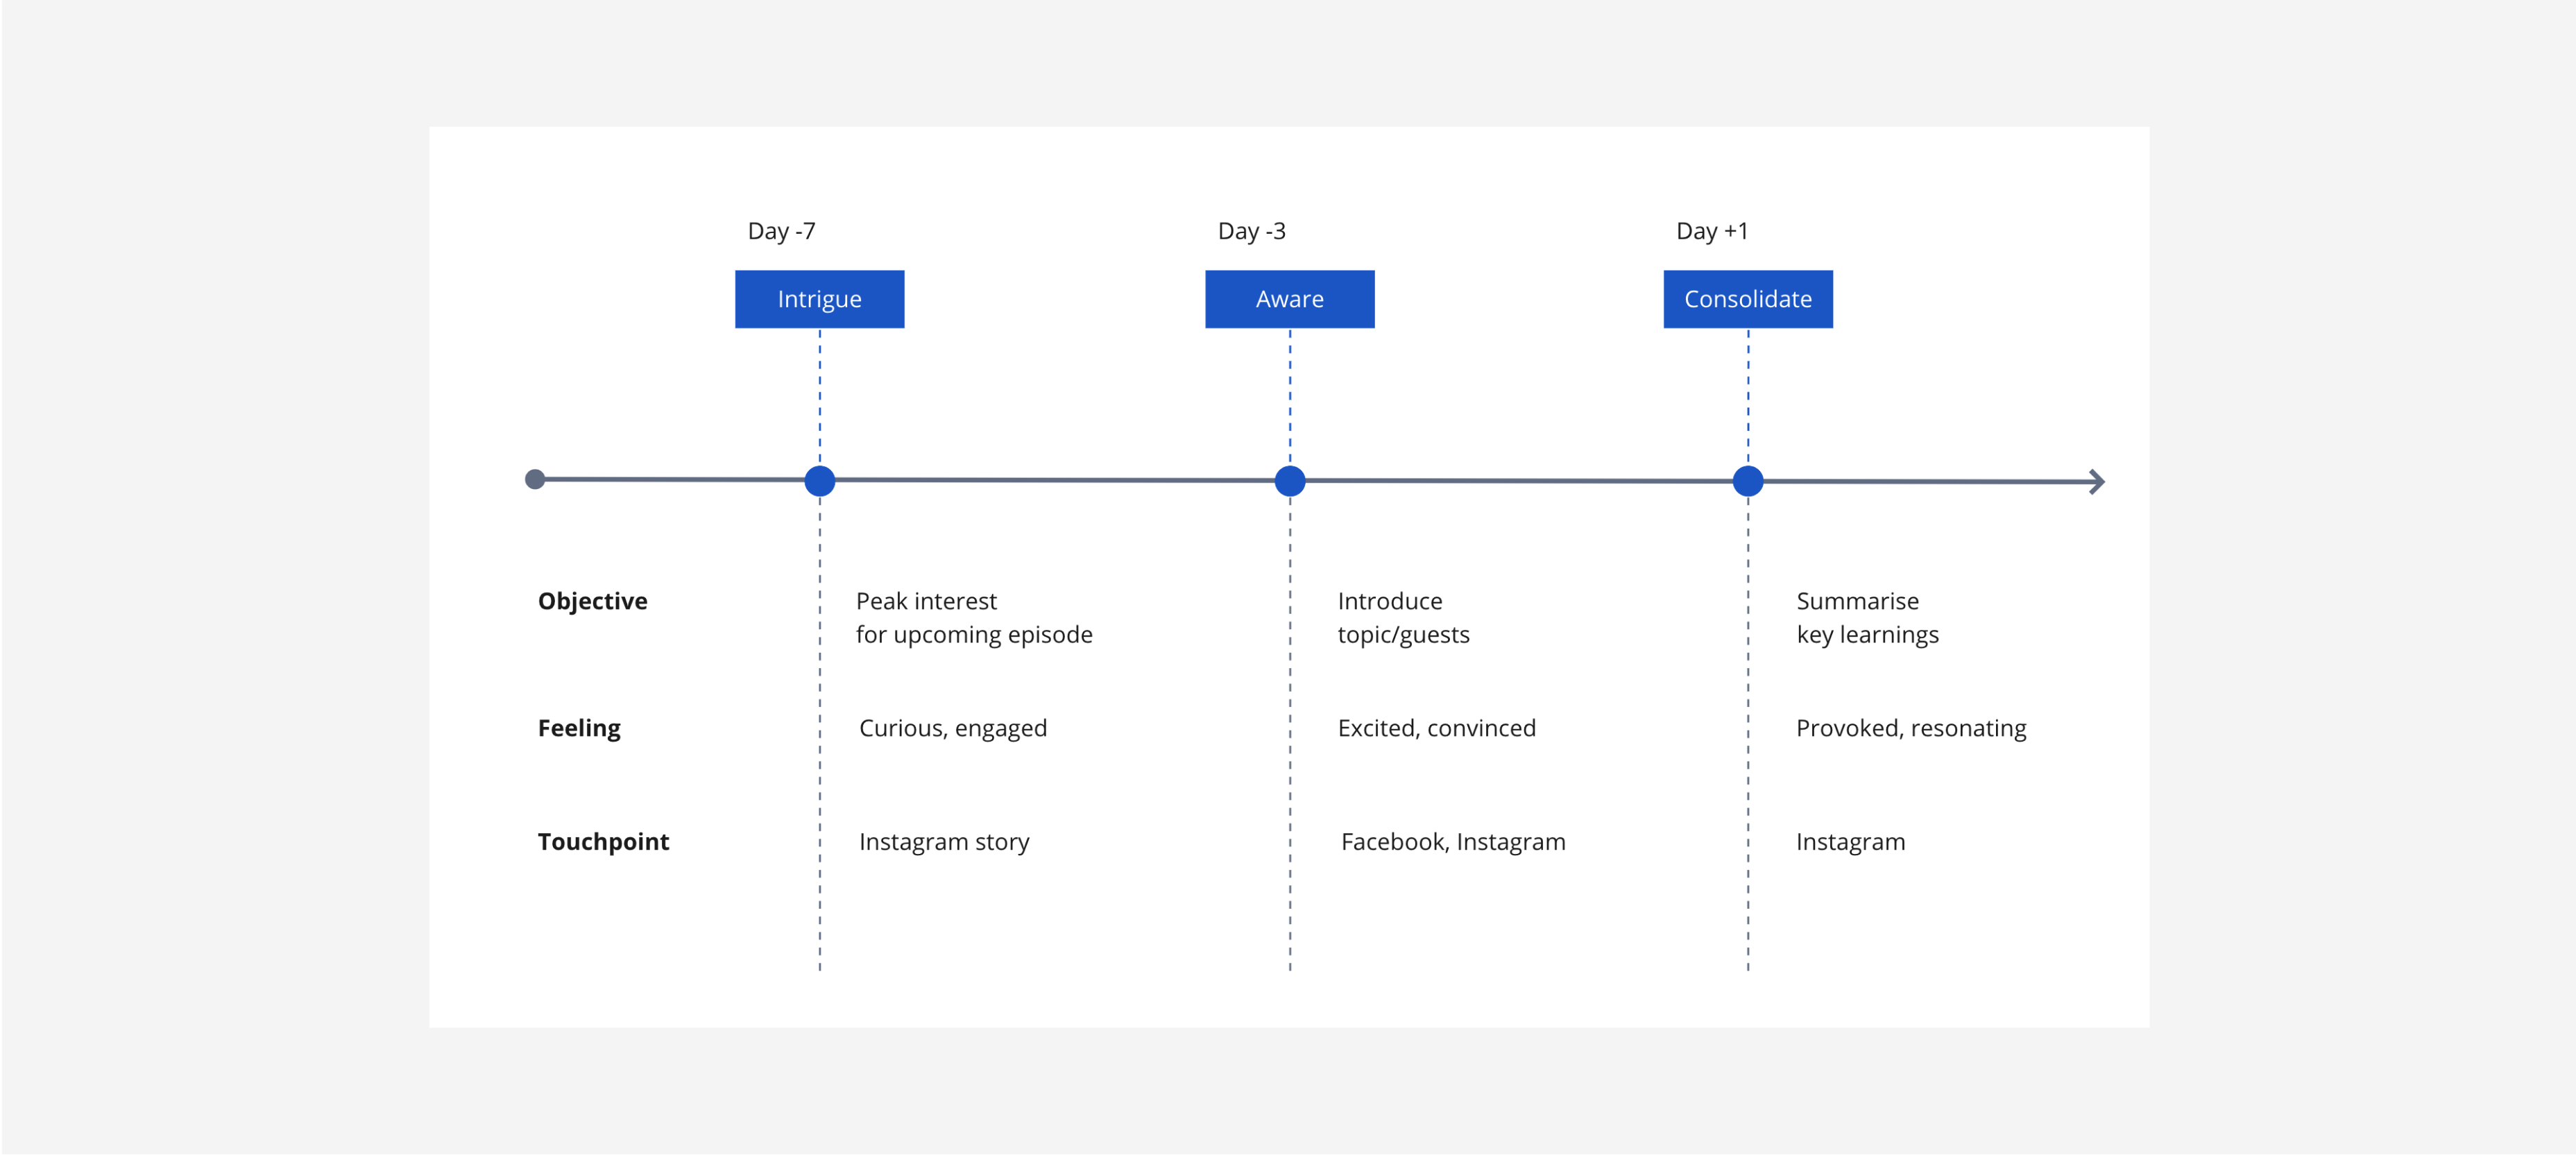 Day -7
Day -3
Day +1
Intrigue
Aware
Consolidate
Objective
Peak interest
for upcoming episode
Introduce
topic/guests
Summarise
key learnings
Feeling
Curious, engaged
Excited, convinced
Provoked, resonating
Touchpoint
Instagram story
Facebook, Instagram
Instagram